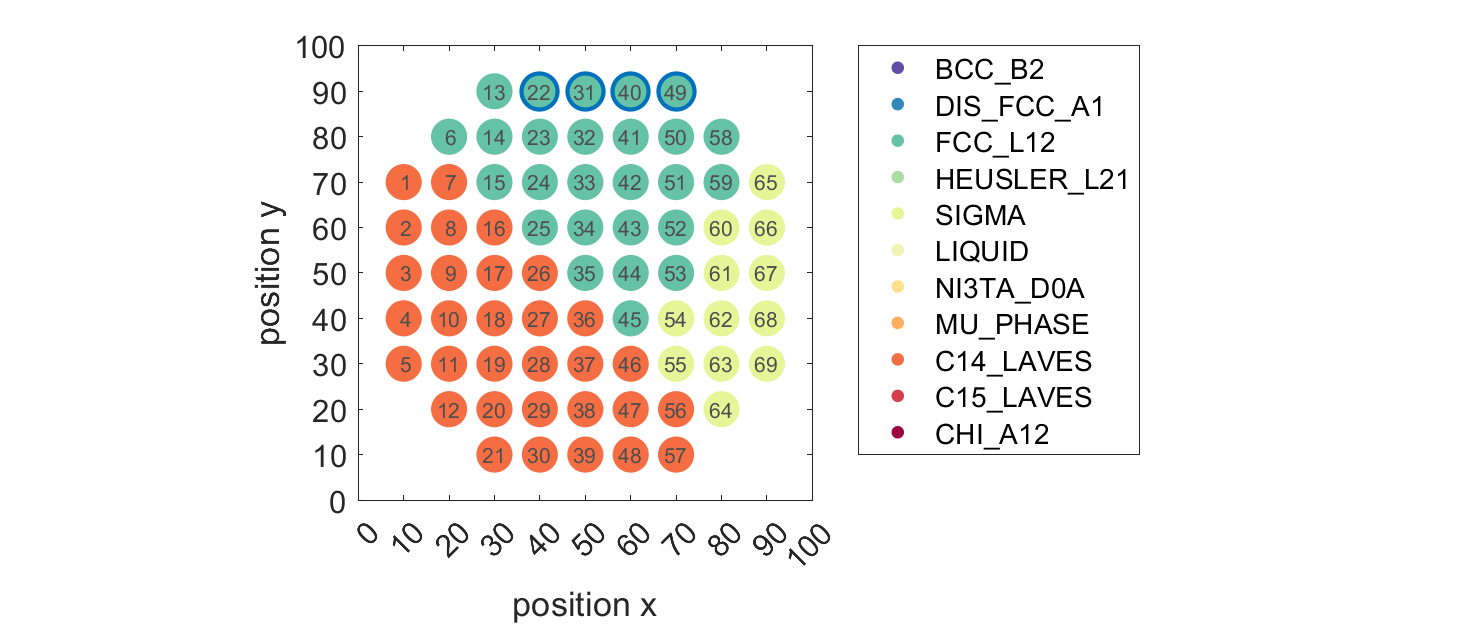 100
90 13 22 31 40 49
80 6 14 23 32 41 50 58
70 1 7 15 24 33 42 51 59 65
60 2 8 16 25 34 43 52 60 66
50 3 9 17 26 35 44 53 61 67
40 4 10 18 27 36 45 54 62 68
30 5 11 19 28 37 46 55 63 69
20 12 20 29 38 47 56 64
10 21 30 39 48 57
0
0 10 20 30 40 50 60 70 80 90 100
position x
position y
BCC_B2
DIS_FCC_A1
FCC_L12
HEUSLER_L21
SIGMA
LIQUID
NI3TA_D0A
MU_PHASE
C14_LAVES
C15_LAVES
CHI_A12